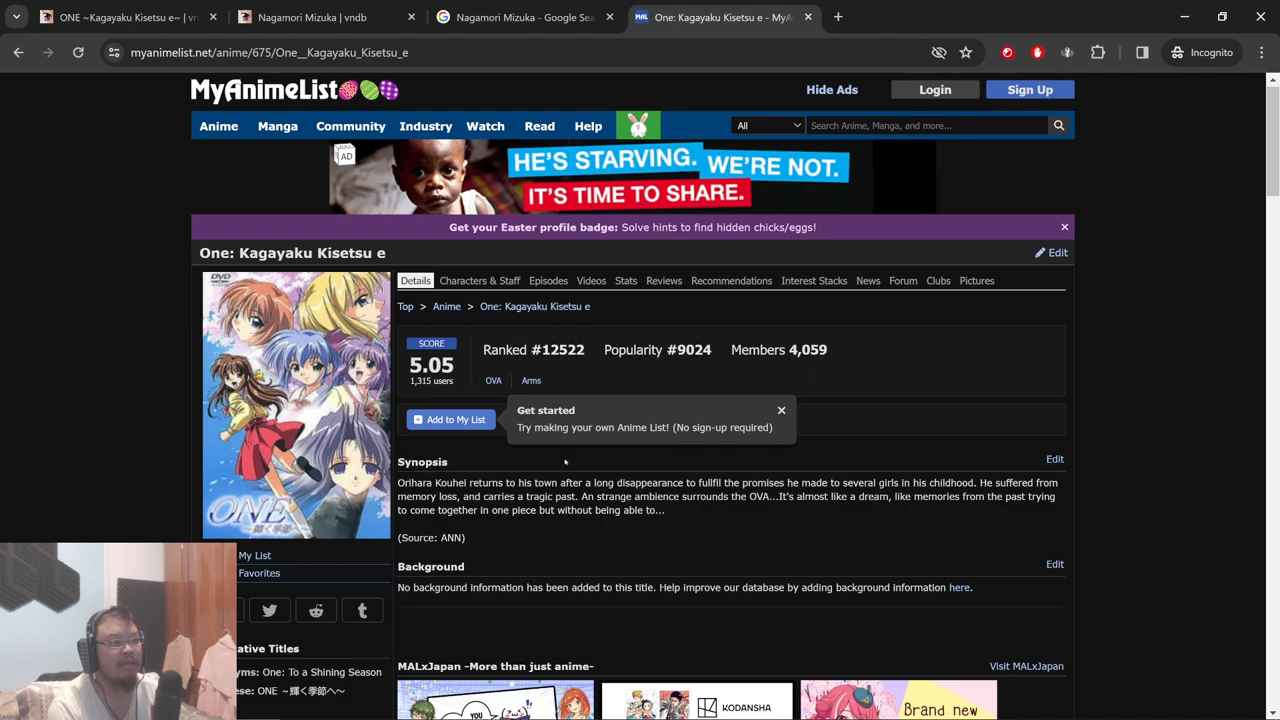 ONE ~Kagayaku Kisetsu e~ | vn
Nagamori Mizuka | vndb
Nagamori Mizuka - Google Sea
One: Kagayaku Kisetsu e - MyA
myanimelist.net/anime/675/One__Kagayaku_Kisetsu_e
Incognito
MyAnimeList
Hide Ads
Login
Sign Up
Anime
Manga
Community
Industry
Watch
Read
Help
All
Search Anime, Manga, and more...
AD
HE'S STARVING. WE'RE NOT.
IT'S TIME TO SHARE.
Get your Easter profile badge: Solve hints to find hidden chicks/eggs!
One: Kagayaku Kisetsu e
Edit
DVD
ONE
~輝く季節へ~
Details
Characters & Staff
Episodes
Videos
Stats
Reviews
Recommendations
Interest Stacks
News
Forum
Clubs
Pictures
Top > Anime > One: Kagayaku Kisetsu e
SCORE
5.05
1,315 users
Ranked #12522
Popularity #9024
Members 4,059
OVA
Arms
Add to My List
Get started
Try making your own Anime List! (No sign-up required)
Synopsis
Edit
Orihara Kouhei returns to his town after a long disappearance to fullfil the promises he made to several girls in his childhood. He suffered from
memory loss, and carries a tragic past. An strange ambience surrounds the OVA...It's almost like a dream, like memories from the past trying
to come together in one piece but without being able to...
(Source: ANN)
My List
Favorites
Background
Edit
No background information has been added to this title. Help improve our database by adding background information here.
ative Titles
yms: One: To a Shining Season
ese: ONE ～輝く季節へ～
MALxJapan -More than just anime-
Visit MALxJapan
YOU
KODANSHA
Brand new